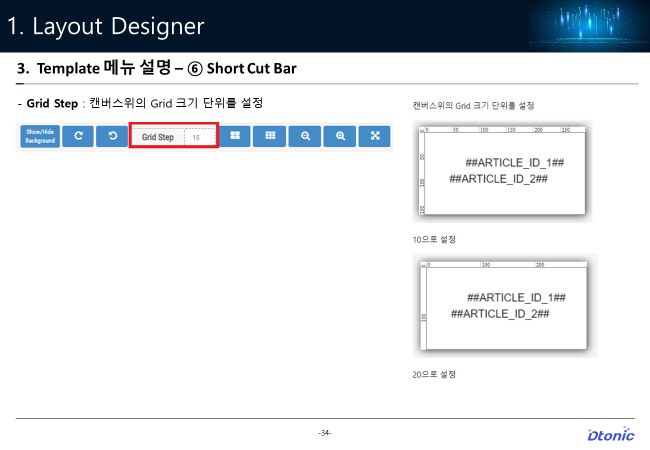 1. Layout Designer
3. Template 메뉴 설명 – ⑥ Short Cut Bar
- Grid Step : 캔버스위의 Grid 크기 단위를 설정
Show/Hide
Background
Grid Step
15
캔버스위의 Grid 크기 단위를 설정
0 50 100 150 200 250
50
100
150
##ARTICLE_ID_1##
##ARTICLE_ID_2##
10으로 설정
0 100 200
100
##ARTICLE_ID_1##
##ARTICLE_ID_2##
20으로 설정
-34-
Dtonic